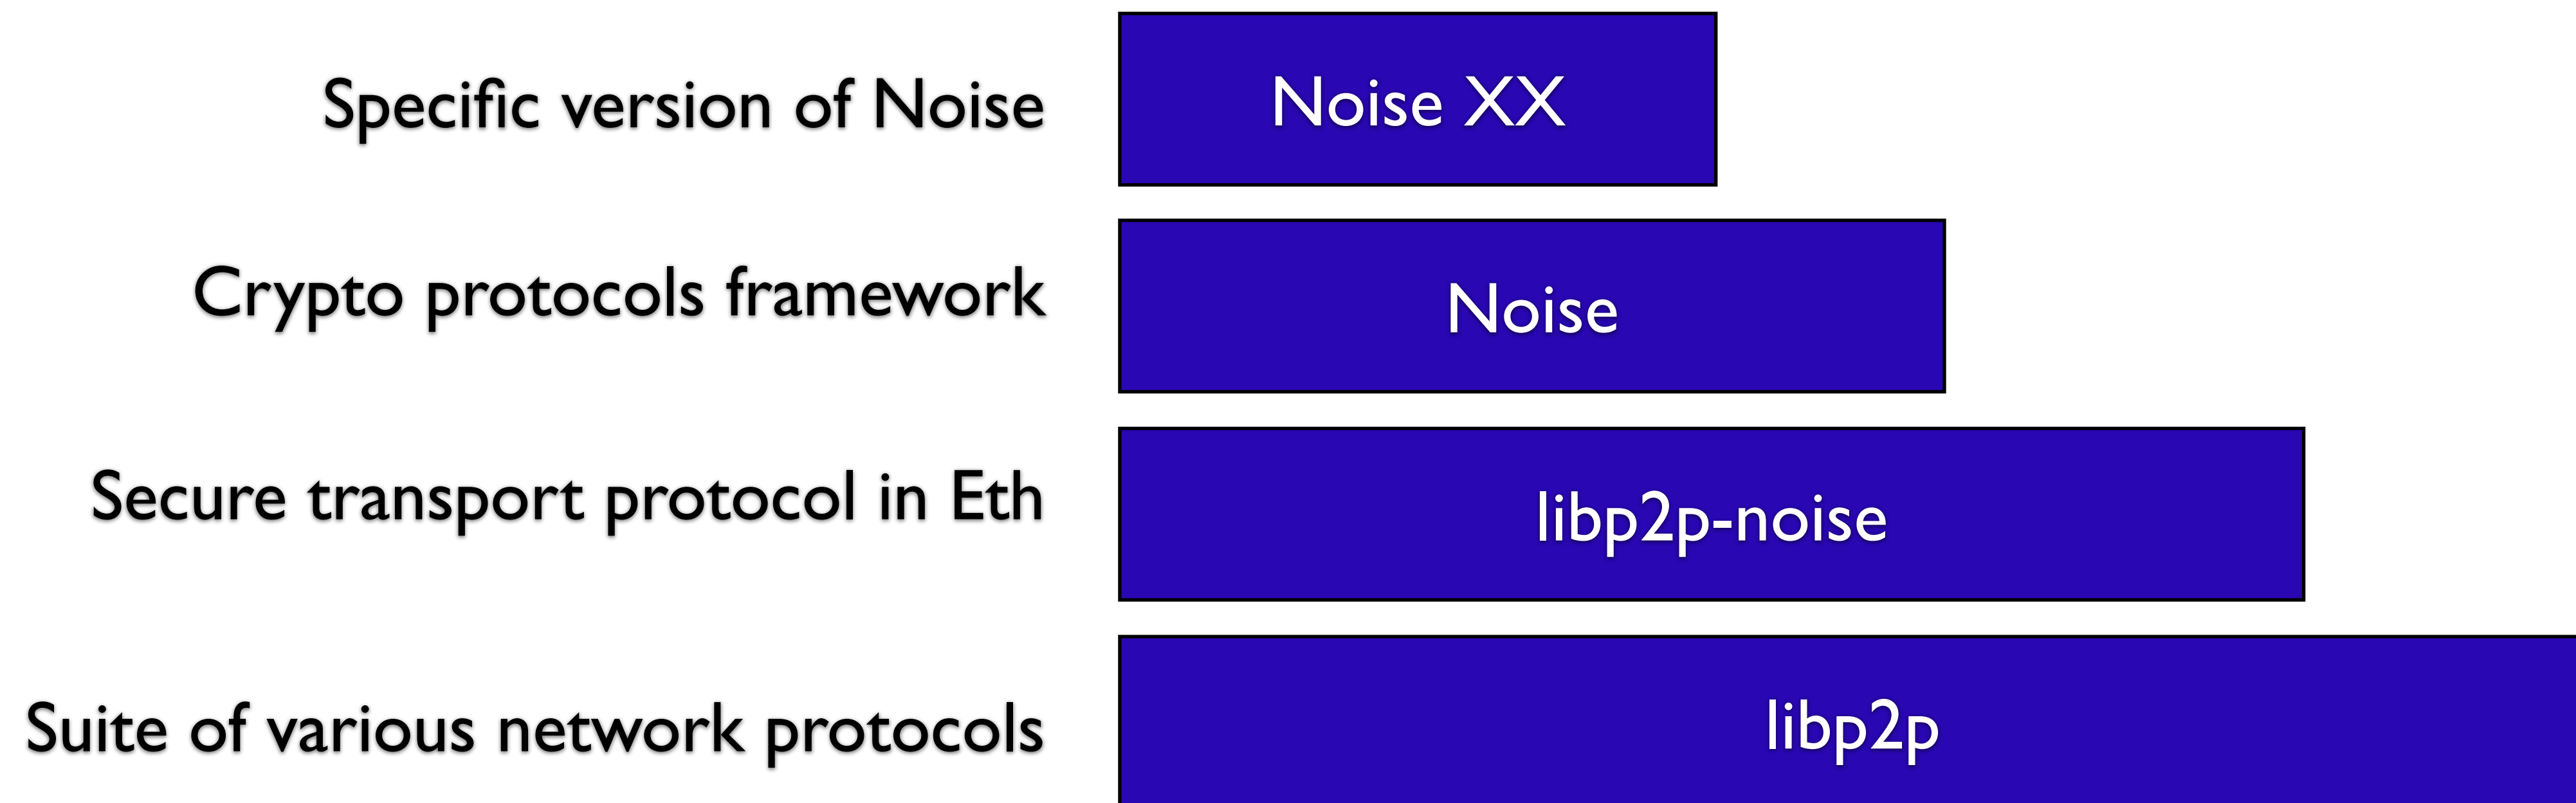 Specific version of Noise
Noise XX
Crypto protocols framework
Noise
Secure transport protocol in Eth
libp2p-noise
Suite of various network protocols
libp2p